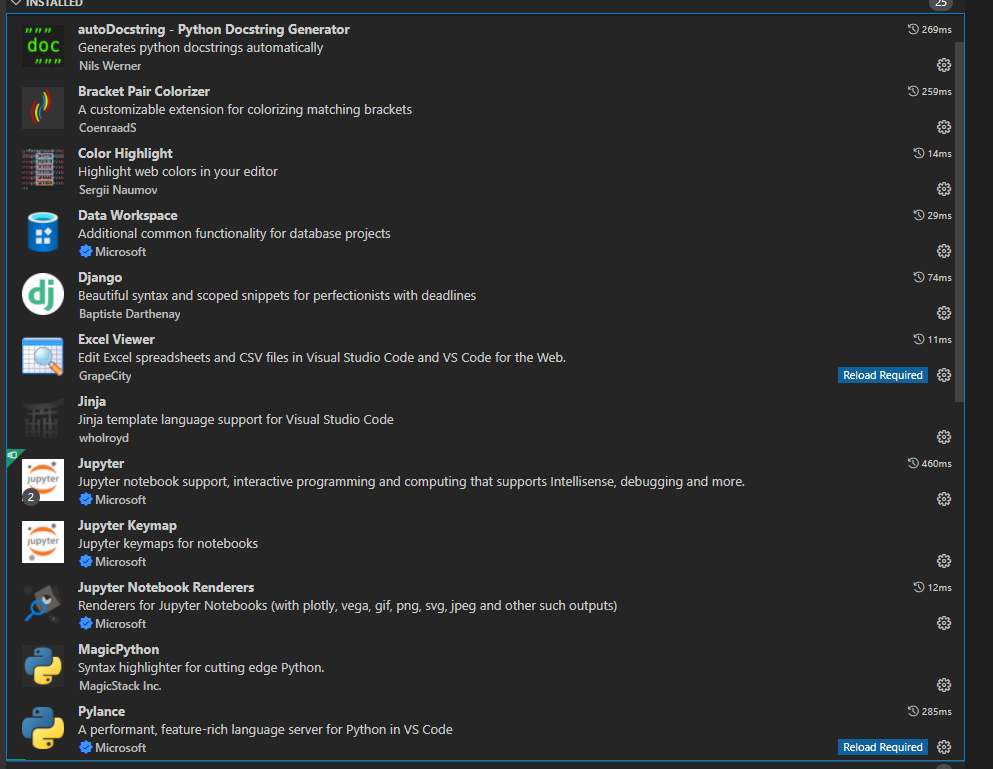 INSTALLED
25
""" 
doc
"""
autoDocstring - Python Docstring Generator
269ms
Generates python docstrings automatically
Nils Werner
Bracket Pair Colorizer
259ms
A customizable extension for colorizing matching brackets
CoenraadS
Color Highlight
14ms
Highlight web colors in your editor
Sergii Naumov
Data Workspace
29ms
Additional common functionality for database projects
Microsoft
dj
Django
74ms
Beautiful syntax and scoped snippets for perfectionists with deadlines
Baptiste Darthenay
Excel Viewer
11ms
Edit Excel spreadsheets and CSV files in Visual Studio Code and VS Code for the Web.
GrapeCity
Reload Required
Jinja
Jinja template language support for Visual Studio Code
wholroyd
jupyter
2
Jupyter
460ms
Jupyter notebook support, interactive programming and computing that supports Intellisense, debugging and more.
Microsoft
jupyter
Jupyter Keymap
Jupyter keymaps for notebooks
Microsoft
Jupyter Notebook Renderers
12ms
Renderers for Jupyter Notebooks (with plotly, vega, gif, png, svg, jpeg and other such outputs)
Microsoft
MagicPython
Syntax highlighter for cutting edge Python.
MagicStack Inc.
Pylance
285ms
A performant, feature-rich language server for Python in VS Code
Microsoft
Reload Required